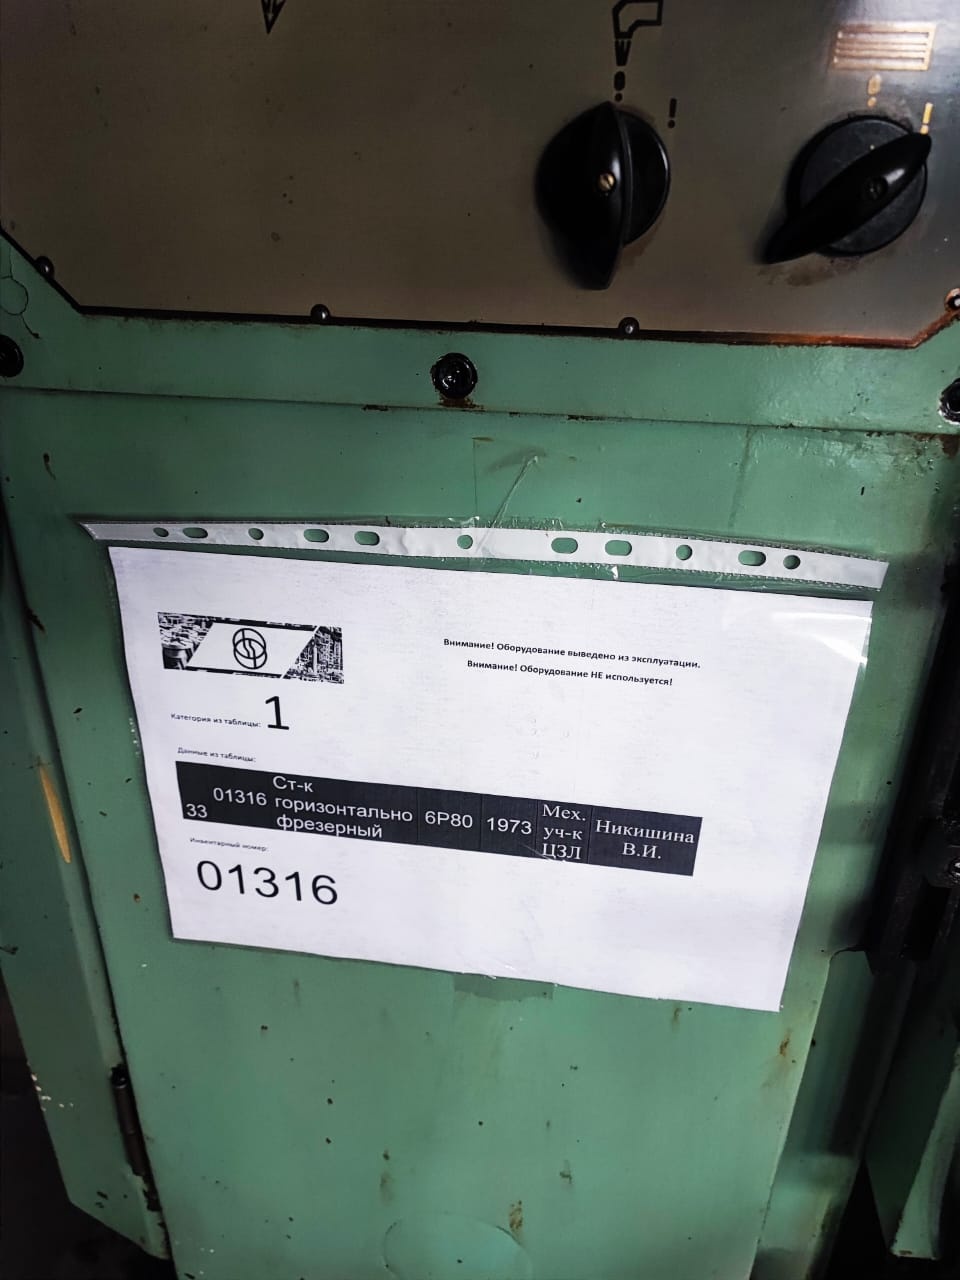 Внимание! Оборудование выведено из эксплуатации.
Внимание! Оборудование НЕ используется!
Категория из таблицы: 1
Данные из таблицы:
33 01316 Ст-к горизонтально фрезерный 6Р80 1973 Мех. уч-к ЦЗЛ Никишина В.И.
Инвентарный номер:
01316